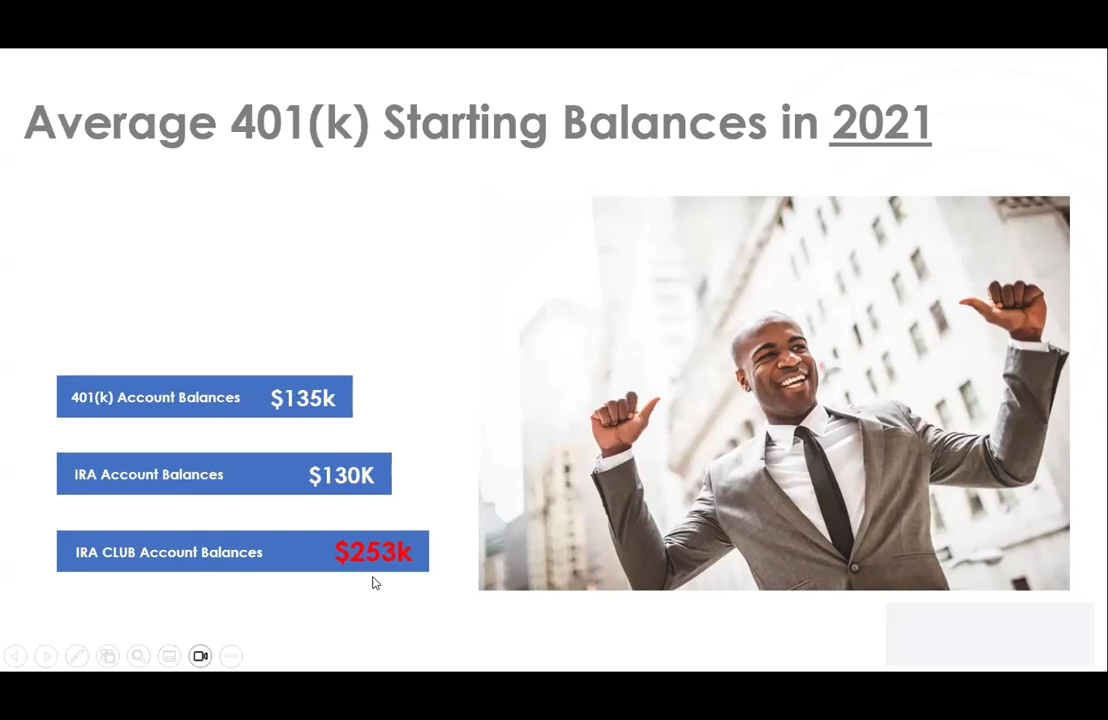 Average 401(k) Starting Balances in 2021
401(k) Account Balances $135k
IRA Account Balances $130K
IRA CLUB Account Balances $253k